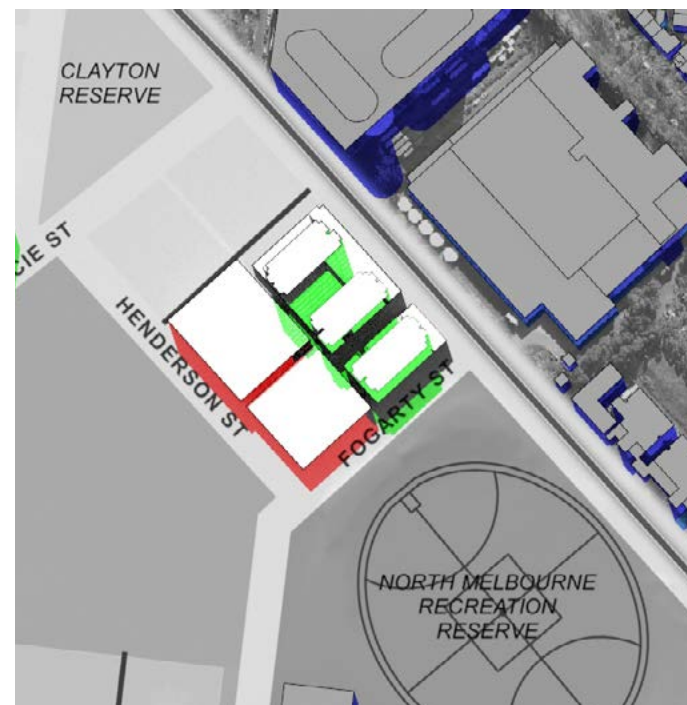 CLAYTON
RESERVE
CIE ST
HENDERSON ST
FOGARTY ST
NORTH MELBOURNE
RECREATION
RESERVE